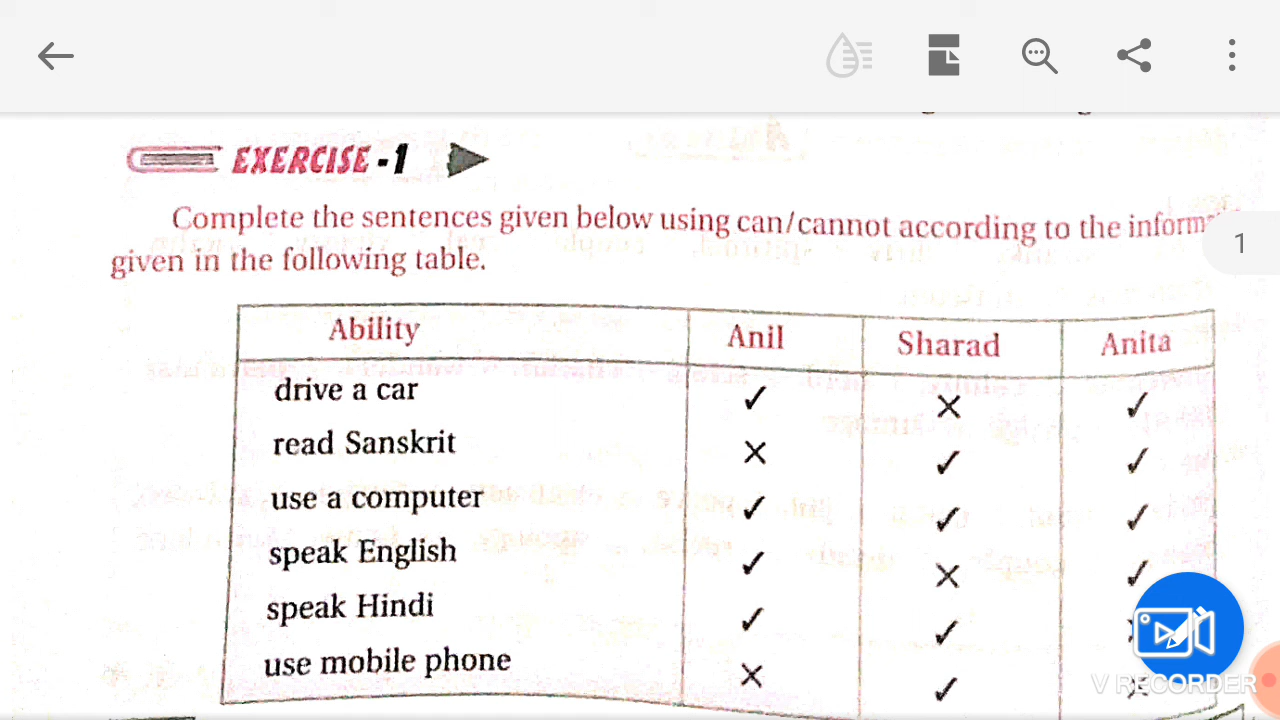 EXERCISE -1
Complete the sentences given below using can/cannot according to the
1
given in the following table.
Ability Anil Sharad Anita
drive a car ✓ × ✓
read Sanskrit × ✓ ✓
use a computer ✓ ✓ ✓
speak English ✓ × ✓
speak Hindi ✓ ✓
use mobile phone × ✓ ×
V RECORDER